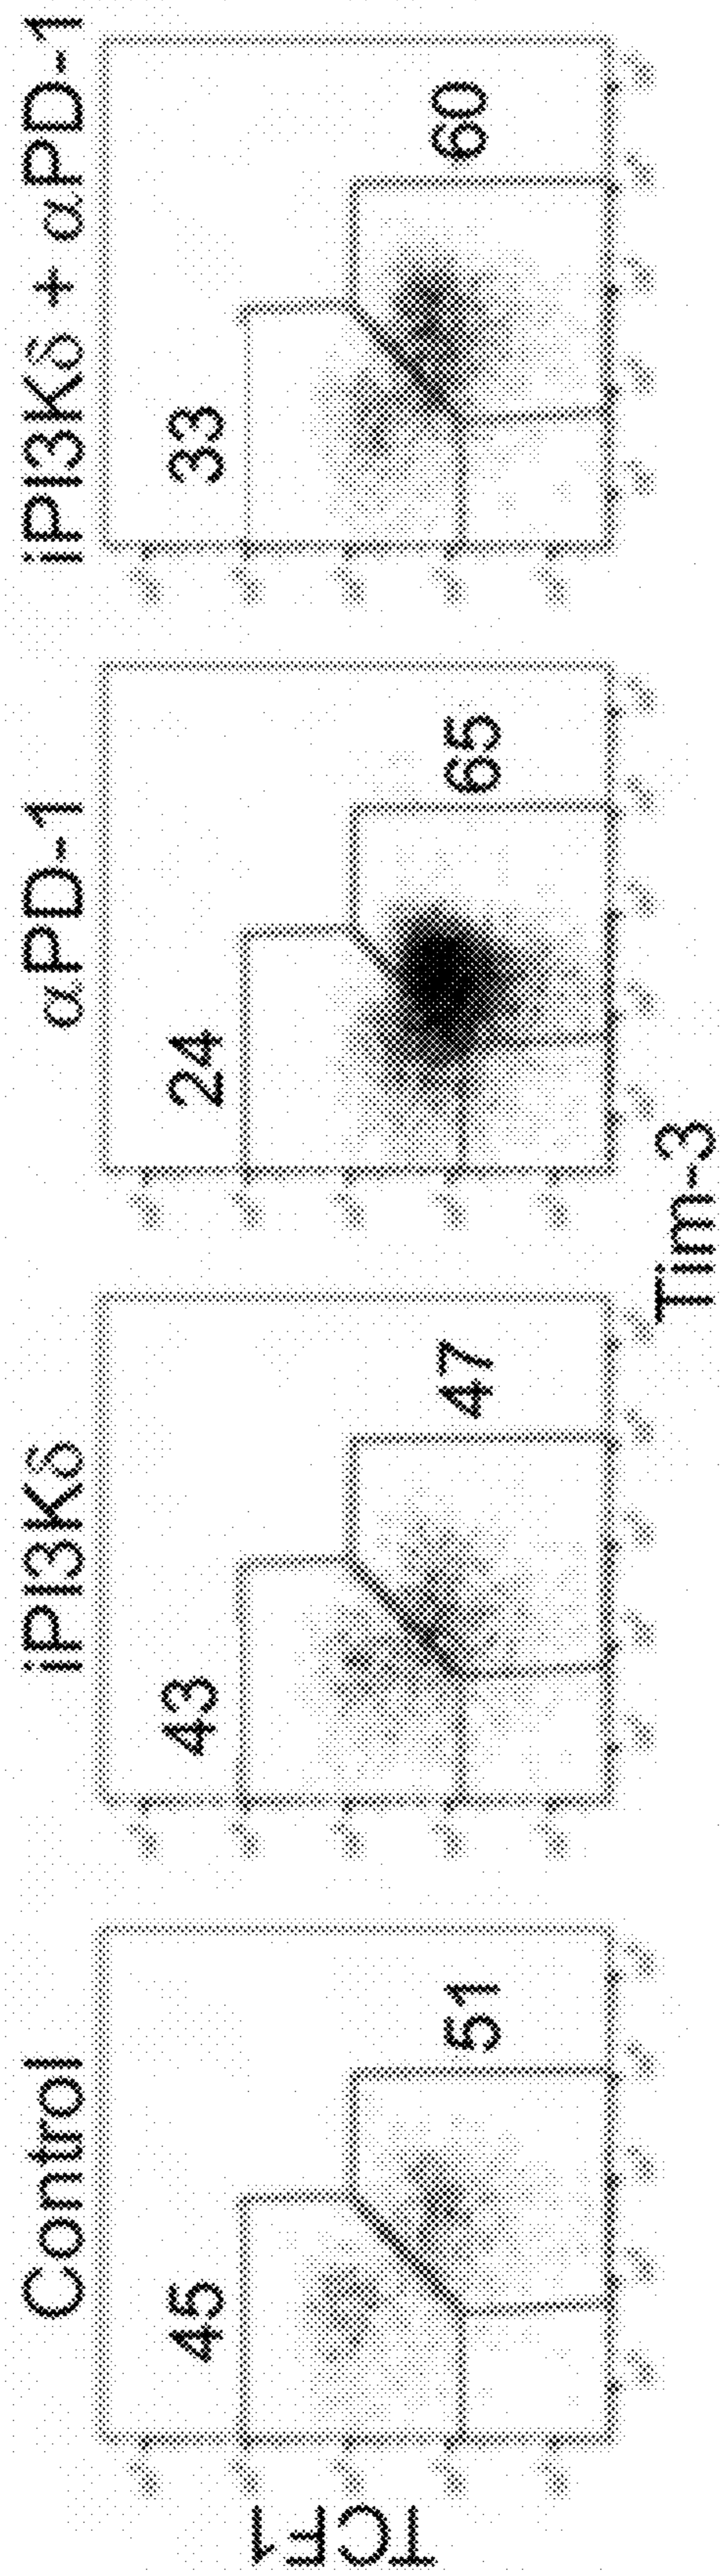 Control
iPI3Kδ
αPD-1
iPI3Kδ + αPD-1
45
51
43
47
24
65
33
60
TCF1
Tim-3